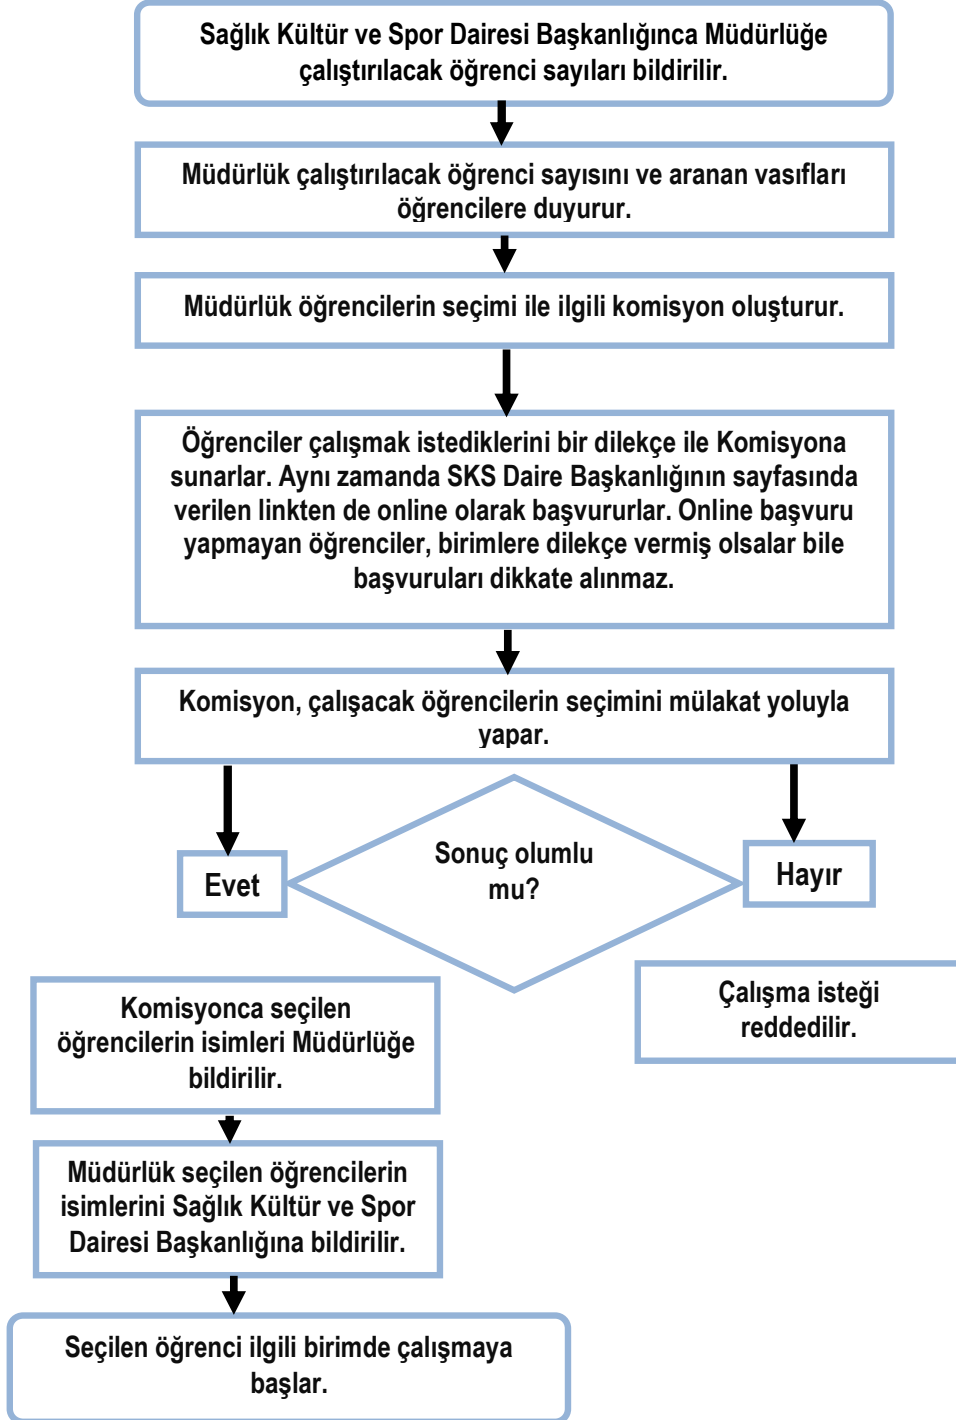 Sağlık Kültür ve Spor Dairesi Başkanlığınca Müdürlüğe
çalıştırılacak öğrenci sayıları bildirilir.
Müdürlük çalıştırılacak öğrenci sayısını ve aranan vasıfları
öğrencilere duyurur.
Müdürlük öğrencilerin seçimi ile ilgili komisyon oluşturur.
Öğrenciler çalışmak istediklerini bir dilekçe ile Komisyona
sunarlar. Aynı zamanda SKS Daire Başkanlığının sayfasında
verilen linkten de online olarak başvururlar. Online başvuru
yapmayan öğrenciler, birimlere dilekçe vermiş olsalar bile
başvuruları dikkate alınmaz.
Komisyon, çalışacak öğrencilerin seçimini mülakat yoluyla
yapar.
Sonuç olumlu
mu?
Evet
Hayır
Komisyonca seçilen
öğrencilerin isimleri Müdürlüğe
bildirilir.
Çalışma isteği
reddedilir.
Müdürlük seçilen öğrencilerin
isimlerini Sağlık Kültür ve Spor
Dairesi Başkanlığına bildirilir.
Seçilen öğrenci ilgili birimde çalışmaya
başlar.